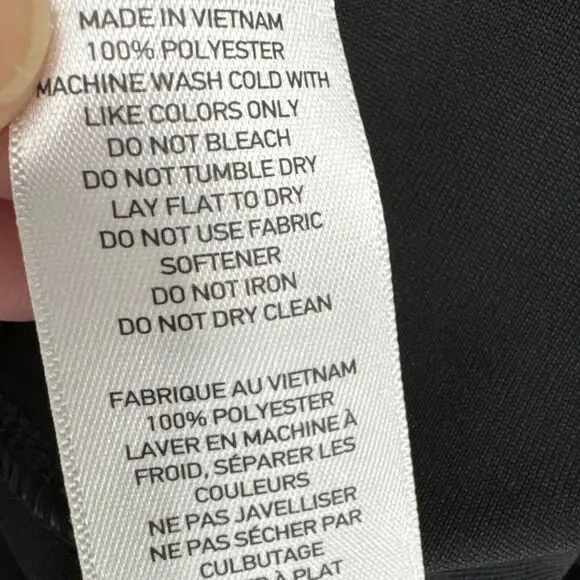 MADE IN VIETNAM
100% POLYESTER
MACHINE WASH COLD WITH
LIKE COLORS ONLY
DO NOT BLEACH
DO NOT TUMBLE DRY
LAY FLAT TO DRY
DO NOT USE FABRIC
SOFTENER
DO NOT IRON
DO NOT DRY CLEAN
FABRIQUE AU VIETNAM
100% POLYESTER
LAVER EN MACHINE À
FROID, SÉPARER LES
COULEURS
NE PAS JAVELLISER
NE PAS SÉCHER PAR
CULBUTAGE
À PLAT